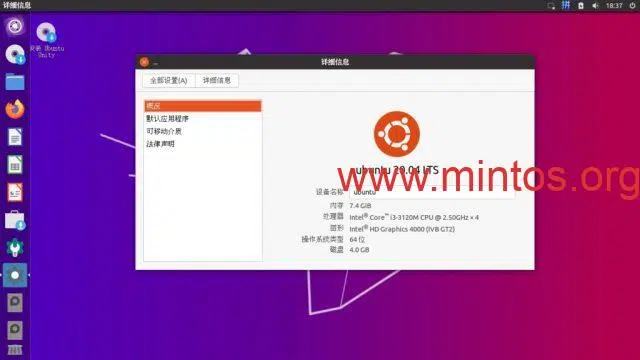 详细信息
18:37
安装 Ubuntu
Unity
详细信息
全部设置(A)
详细信息
概况
默认应用程序
可移动介质
法律声明
ubuntu 20.04 LTS
www.mintos.org
设备名称 ubuntu
内存 7.4 GiB
处理器 Intel® Core™ i3-3120M CPU @ 2.50GHz × 4
图形 Intel® HD Graphics 4000 (IVB GT2)
操作系统类型 64 位
磁盘 4.0 GB